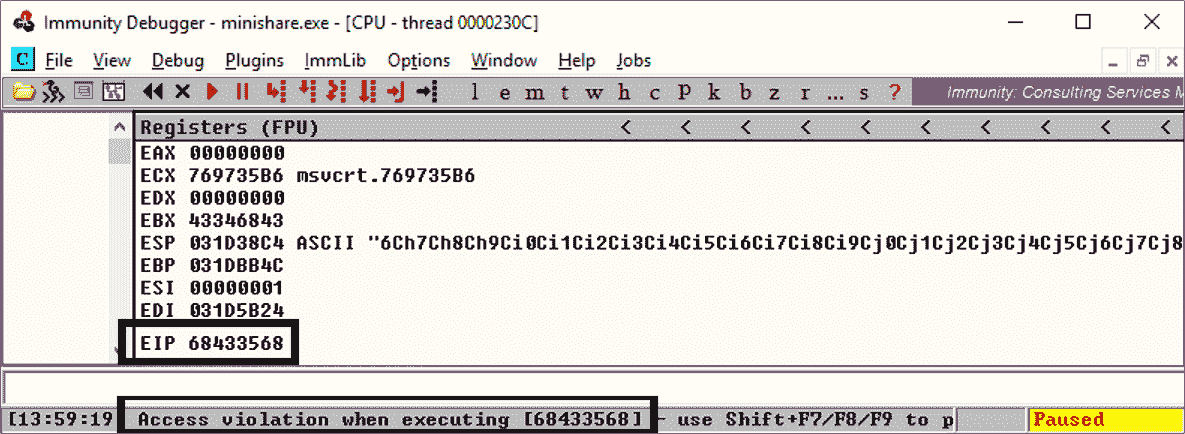 Immunity Debugger - minishare.exe - [CPU - thread 0000230C]
C File View Debug Plugins ImmLib Options Window Help Jobs
l e m t w h c P k b z r ... s ? Immunity: Consulting Services M
Registers (FPU) < < < < < < < < < <
EAX 00000000
ECX 769735B6 msvcrt.769735B6
EDX 00000000
EBX 43346843
ESP 031D38C4 ASCII "6Ch7Ch8Ch9Ci0Ci1Ci2Ci3Ci4Ci5Ci6Ci7Ci8Ci9Cj0Cj1Cj2Cj3Cj4Cj5Cj6Cj7Cj8
EBP 031DBB4C
ESI 00000001
EDI 031D5B24
EIP 68433568
[13:59:19] Access violation when executing [68433568] - use Shift+F7/F8/F9 to p Paused